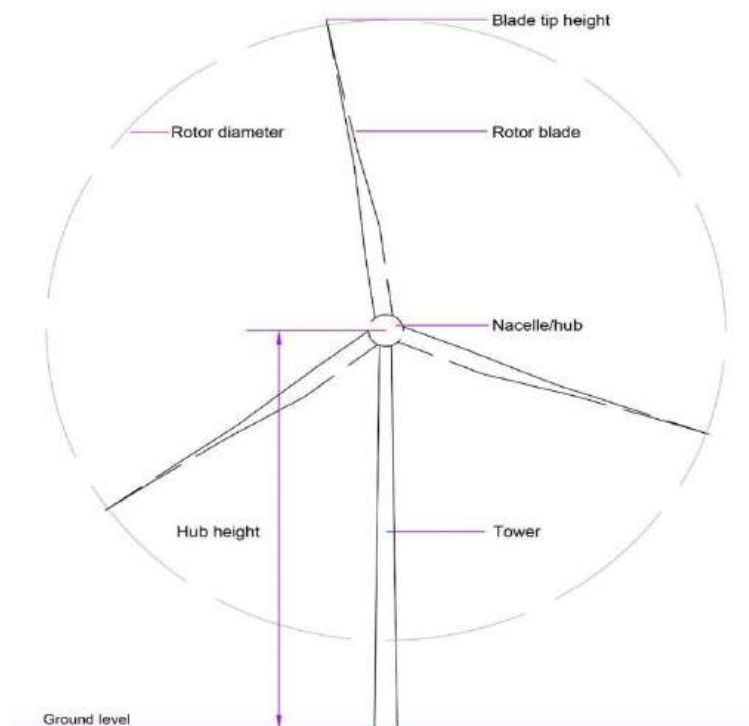 Blade tip height
Rotor diameter
Rotor blade
Nacelle/hub
Hub height
Tower
Ground level